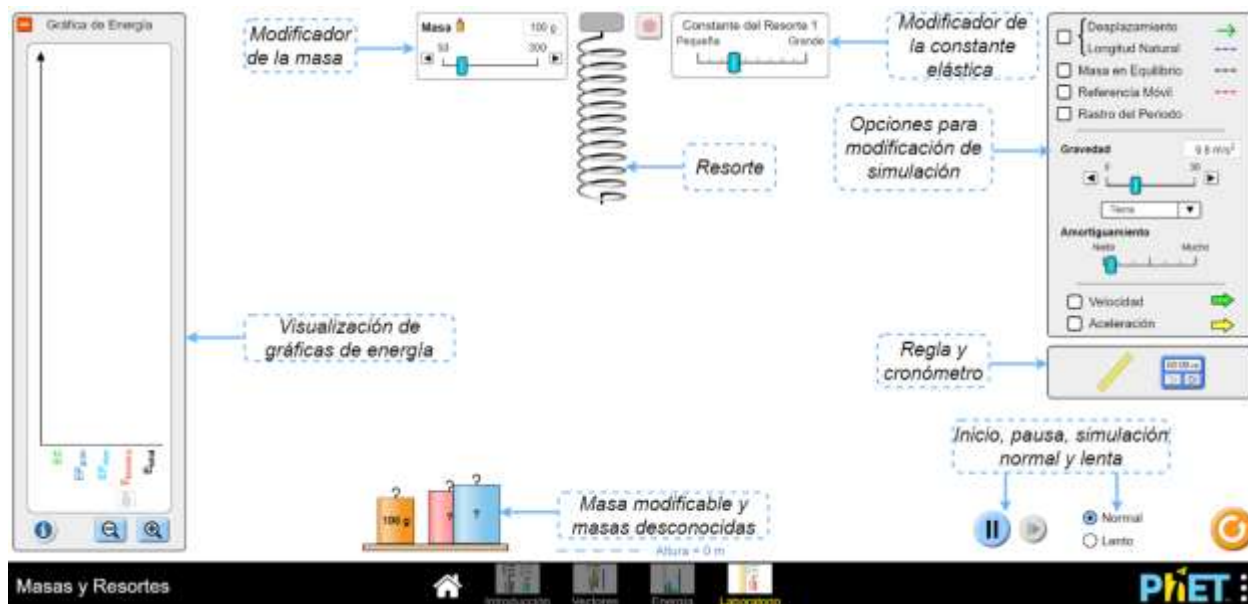 Gráfica de Energía
Modificador
de la masa
Masa
100 g
50
300
Constante del Resorte 1
Pequeña
Grande
Modificador de
la constante
elástica
Desplazamiento
Longitud Natural
Masa en Equilibrio
Referencia Móvil
Rastro del Periodo
Opciones para
modificación de
simulación
Resorte
Gravedad
9.8 m/s²
0
30
Tierra
Amortiguamiento
Nada
Mucho
Velocidad
Aceleración
Visualización de
gráficas de energía
Regla y
cronómetro
Inicio, pausa, simulación
normal y lenta
?
?
?
100 g
?
?
Masa modificable y
masas desconocidas
Altura = 0 m
Normal
Lento
Masas y Resortes
Introducción
Vectores
Energía
Laboratorio
PhET